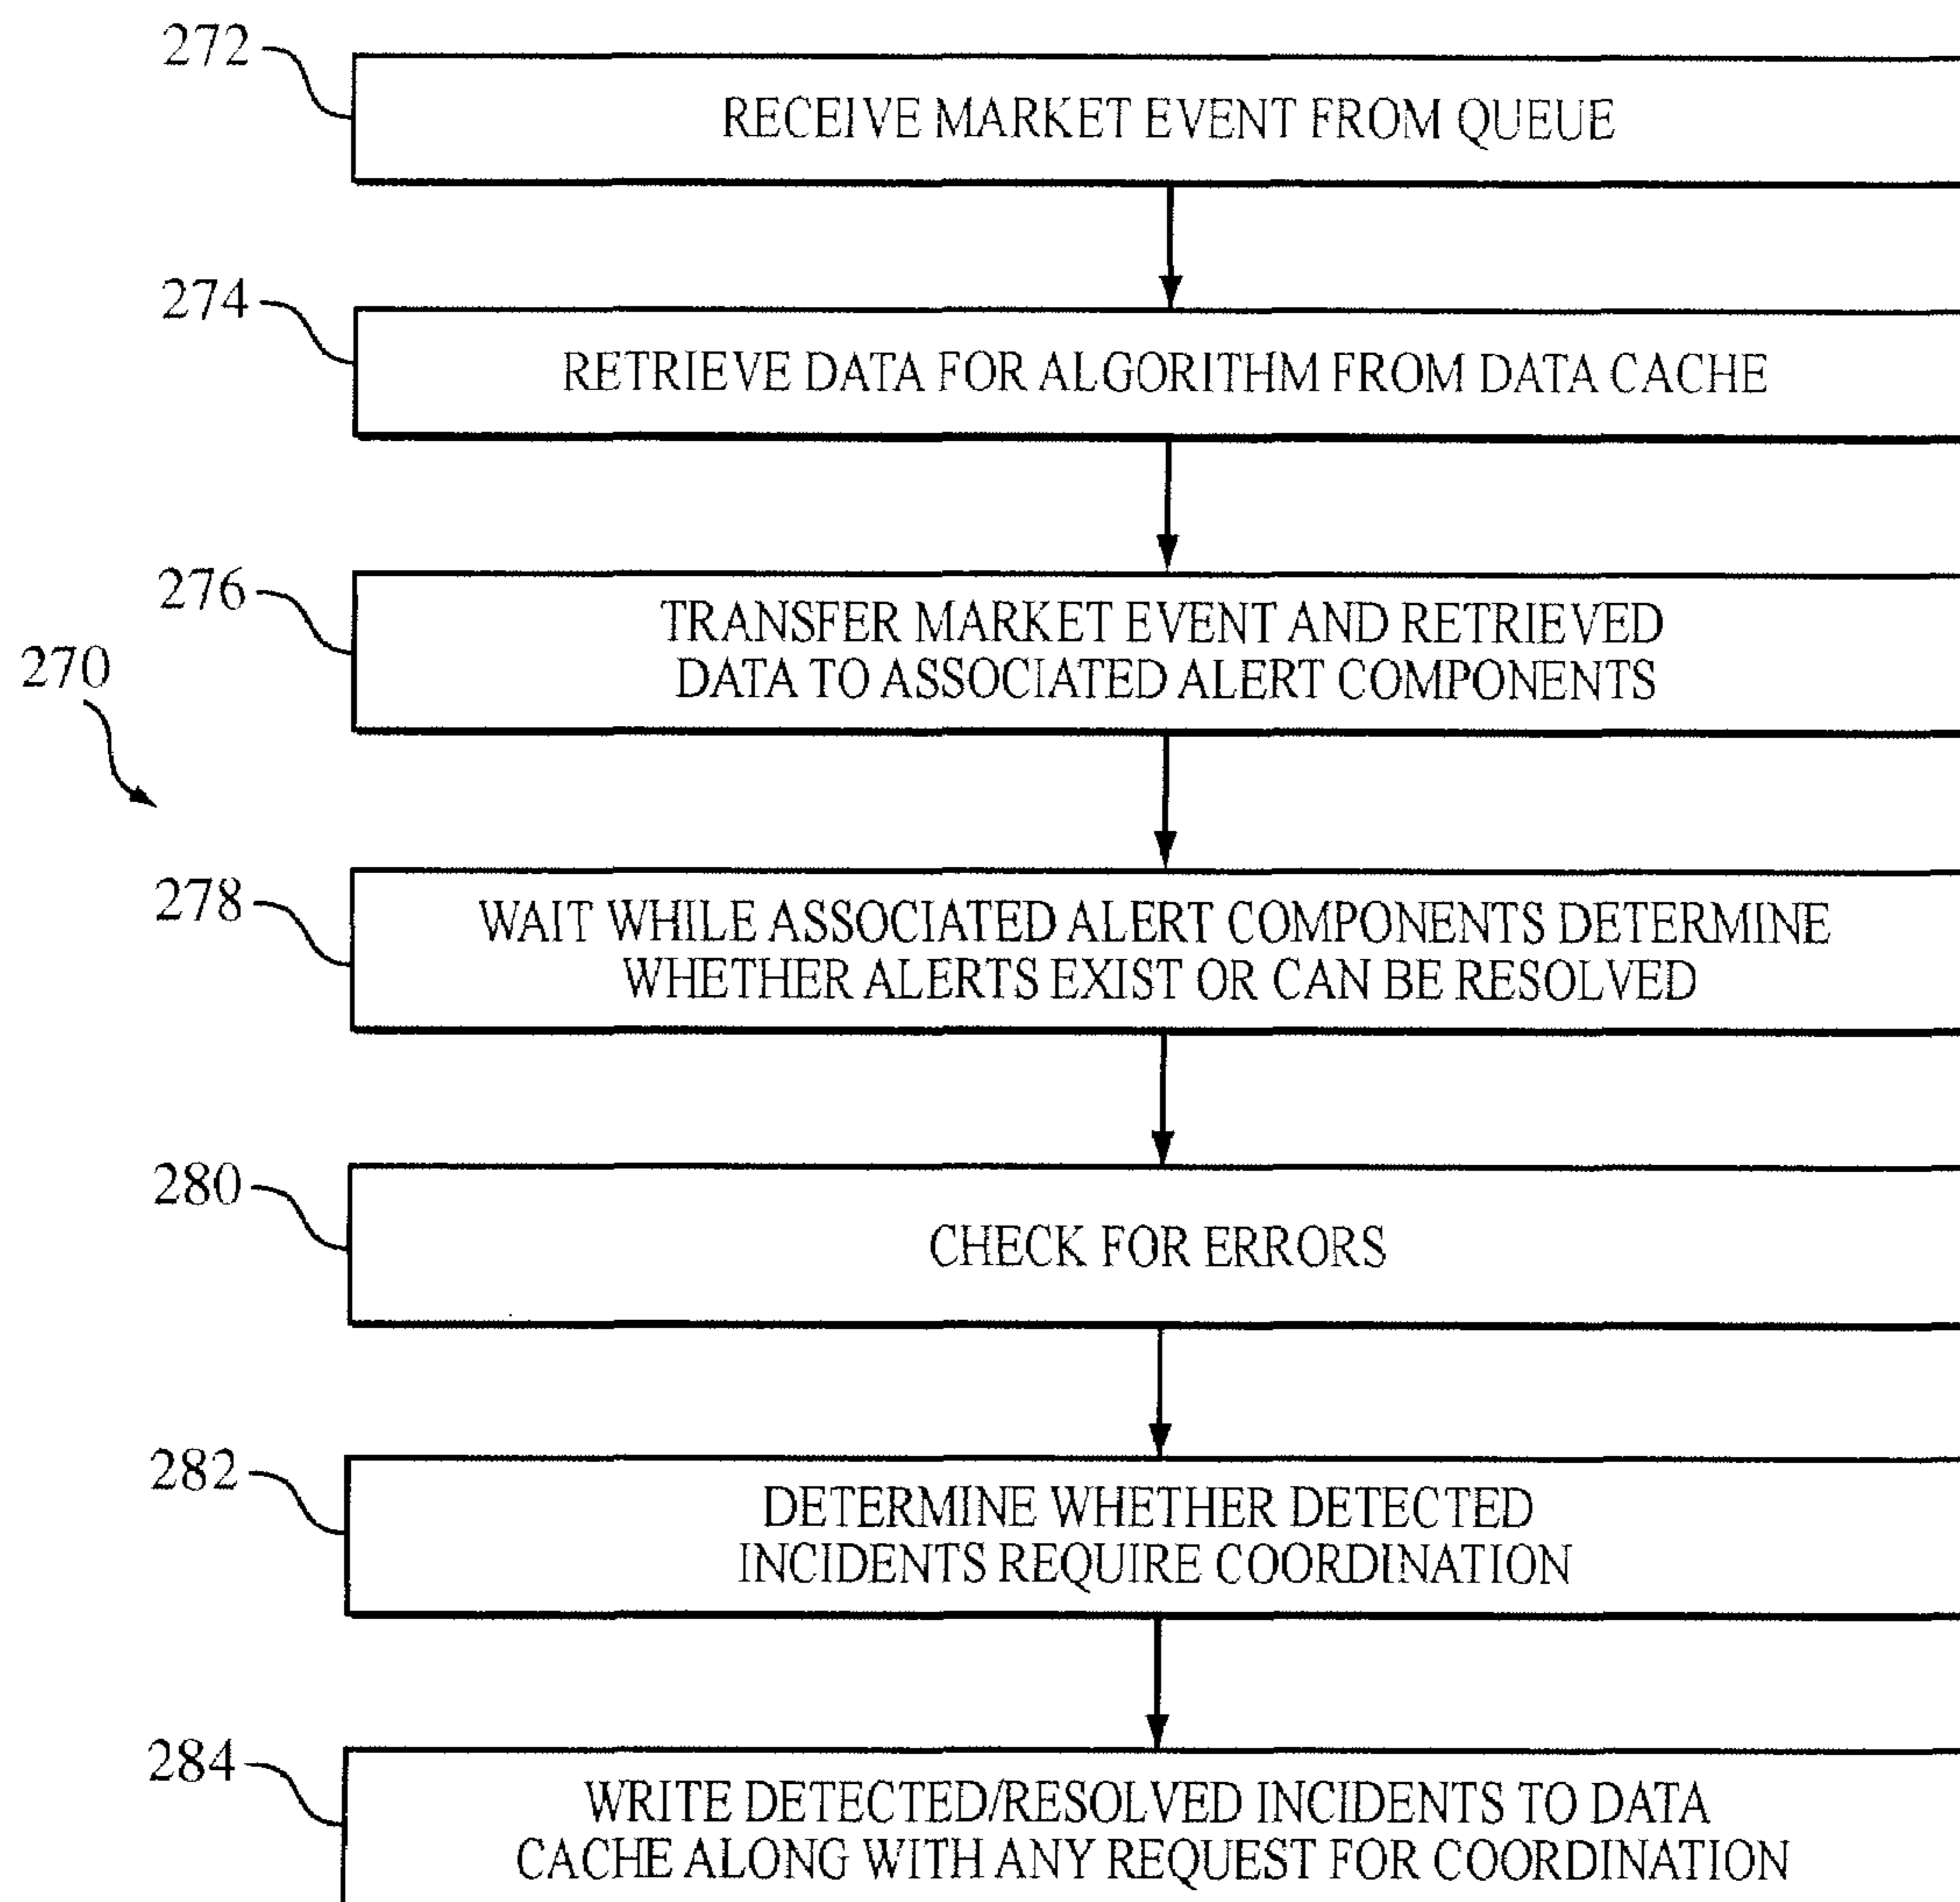 272
RECEIVE MARKET EVENT FROM QUEUE
274
RETRIEVE DATA FOR ALGORITHM FROM DATA CACHE
276
TRANSFER MARKET EVENT AND RETRIEVED
DATA TO ASSOCIATED ALERT COMPONENTS
270
278
WAIT WHILE ASSOCIATED ALERT COMPONENTS DETERMINE
WHETHER ALERTS EXIST OR CAN BE RESOLVED
280
CHECK FOR ERRORS
282
DETERMINE WHETHER DETECTED
INCIDENTS REQUIRE COORDINATION
284
WRITE DETECTED/RESOLVED INCIDENTS TO DATA
CACHE ALONG WITH ANY REQUEST FOR COORDINATION